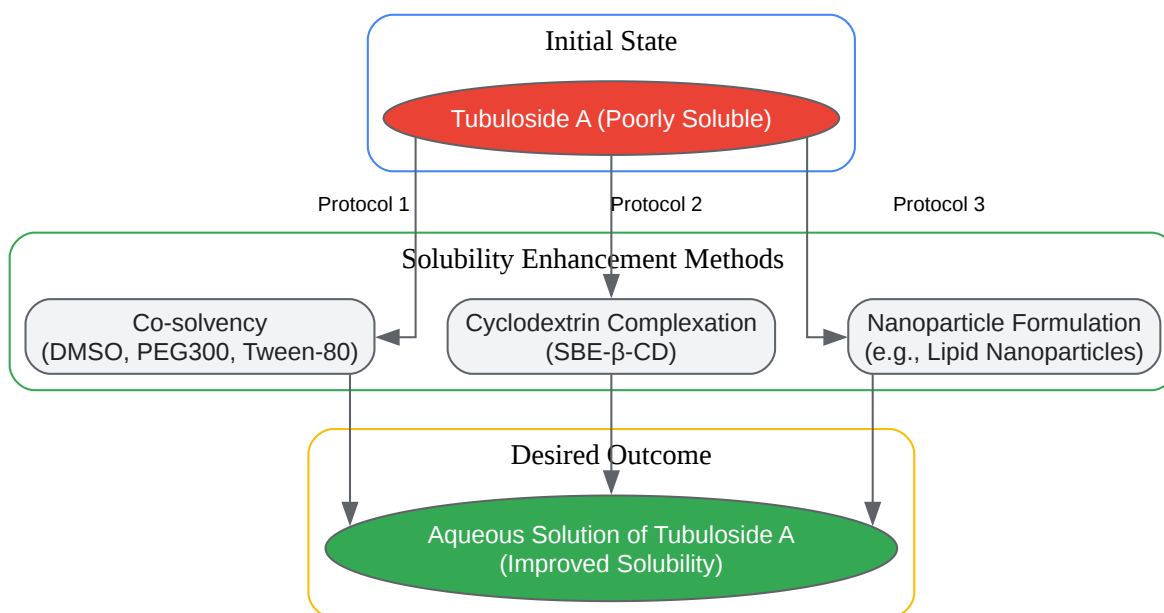 Initial State
Tubuloside A (Poorly Soluble)
Protocol 1
Protocol 2
Protocol 3
Solubility Enhancement Methods
Co-solvency
(DMSO, PEG300, Tween-80)
Cyclodextrin Complexation
(SBE-β-CD)
Nanoparticle Formulation
(e.g., Lipid Nanoparticles)
Desired Outcome
Aqueous Solution of Tubuloside A
(Improved Solubility)